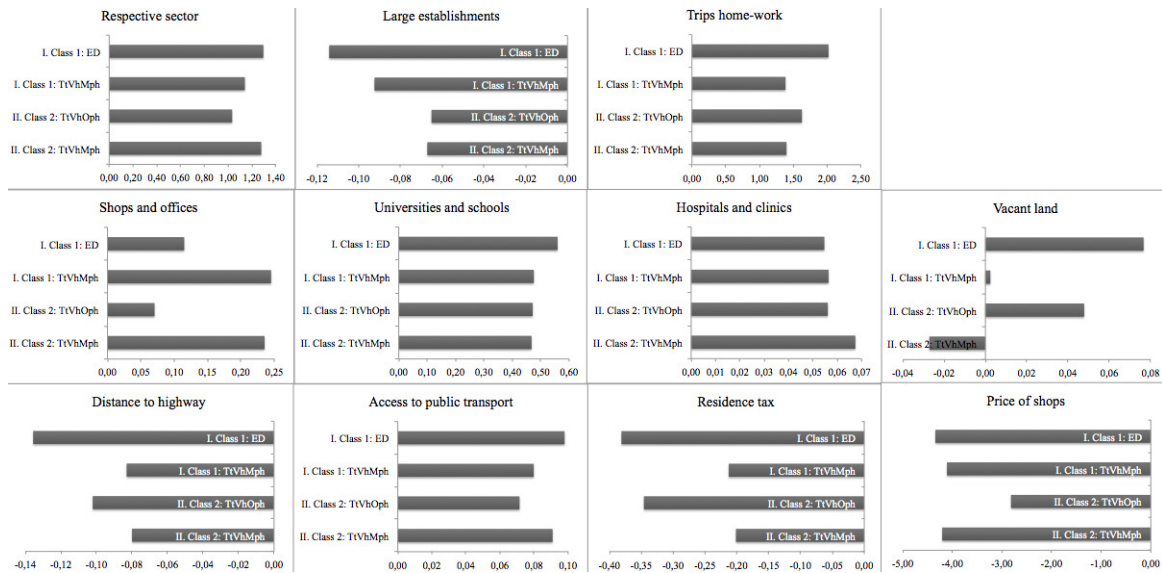 Respective sector
I. Class 1: ED
I. Class 1: TtVhMph
II. Class 2: TtVhOph
II. Class 2: TtVhMph
0,00 0,20 0,40 0,60 0,80 1,00 1,20 1,40
Large establishments
I. Class 1: ED
I. Class 1: TtVhMph
II. Class 2: TtVhOph
II. Class 2: TtVhMph
-0,12 -0,10 -0,08 -0,06 -0,04 -0,02 0,00
Trips home-work
I. Class 1: ED
I. Class 1: TtVhMph
II. Class 2: TtVhOph
II. Class 2: TtVhMph
0,00 0,50 1,00 1,50 2,00 2,50
Shops and offices
I. Class 1: ED
I. Class 1: TtVhMph
II. Class 2: TtVhOph
II. Class 2: TtVhMph
0,00 0,05 0,10 0,15 0,20 0,25
Universities and schools
I. Class 1: ED
I. Class 1: TtVhMph
II. Class 2: TtVhOph
II. Class 2: TtVhMph
0,00 0,10 0,20 0,30 0,40 0,50 0,60
Hospitals and clinics
I. Class 1: ED
I. Class 1: TtVhMph
II. Class 2: TtVhOph
II. Class 2: TtVhMph
0,00 0,01 0,02 0,03 0,04 0,05 0,06 0,07
Vacant land
I. Class 1: ED
I. Class 1: TtVhMph
II. Class 2: TtVhOph
II. Class 2: TtVhMph
-0,04 -0,02 0,00 0,02 0,04 0,06 0,08
Distance to highway
I. Class 1: ED
I. Class 1: TtVhMph
II. Class 2: TtVhOph
II. Class 2: TtVhMph
-0,14 -0,12 -0,10 -0,08 -0,06 -0,04 -0,02 0,00
Access to public transport
I. Class 1: ED
I. Class 1: TtVhMph
II. Class 2: TtVhOph
II. Class 2: TtVhMph
0,00 0,02 0,04 0,06 0,08 0,10
Residence tax
I. Class 1: ED
I. Class 1: TtVhMph
II. Class 2: TtVhOph
II. Class 2: TtVhMph
-0,40 -0,35 -0,30 -0,25 -0,20 -0,15 -0,10 -0,05 0,00
Price of shops
I. Class 1: ED
I. Class 1: TtVhMph
II. Class 2: TtVhOph
II. Class 2: TtVhMph
-5,00 -4,00 -3,00 -2,00 -1,00 0,00